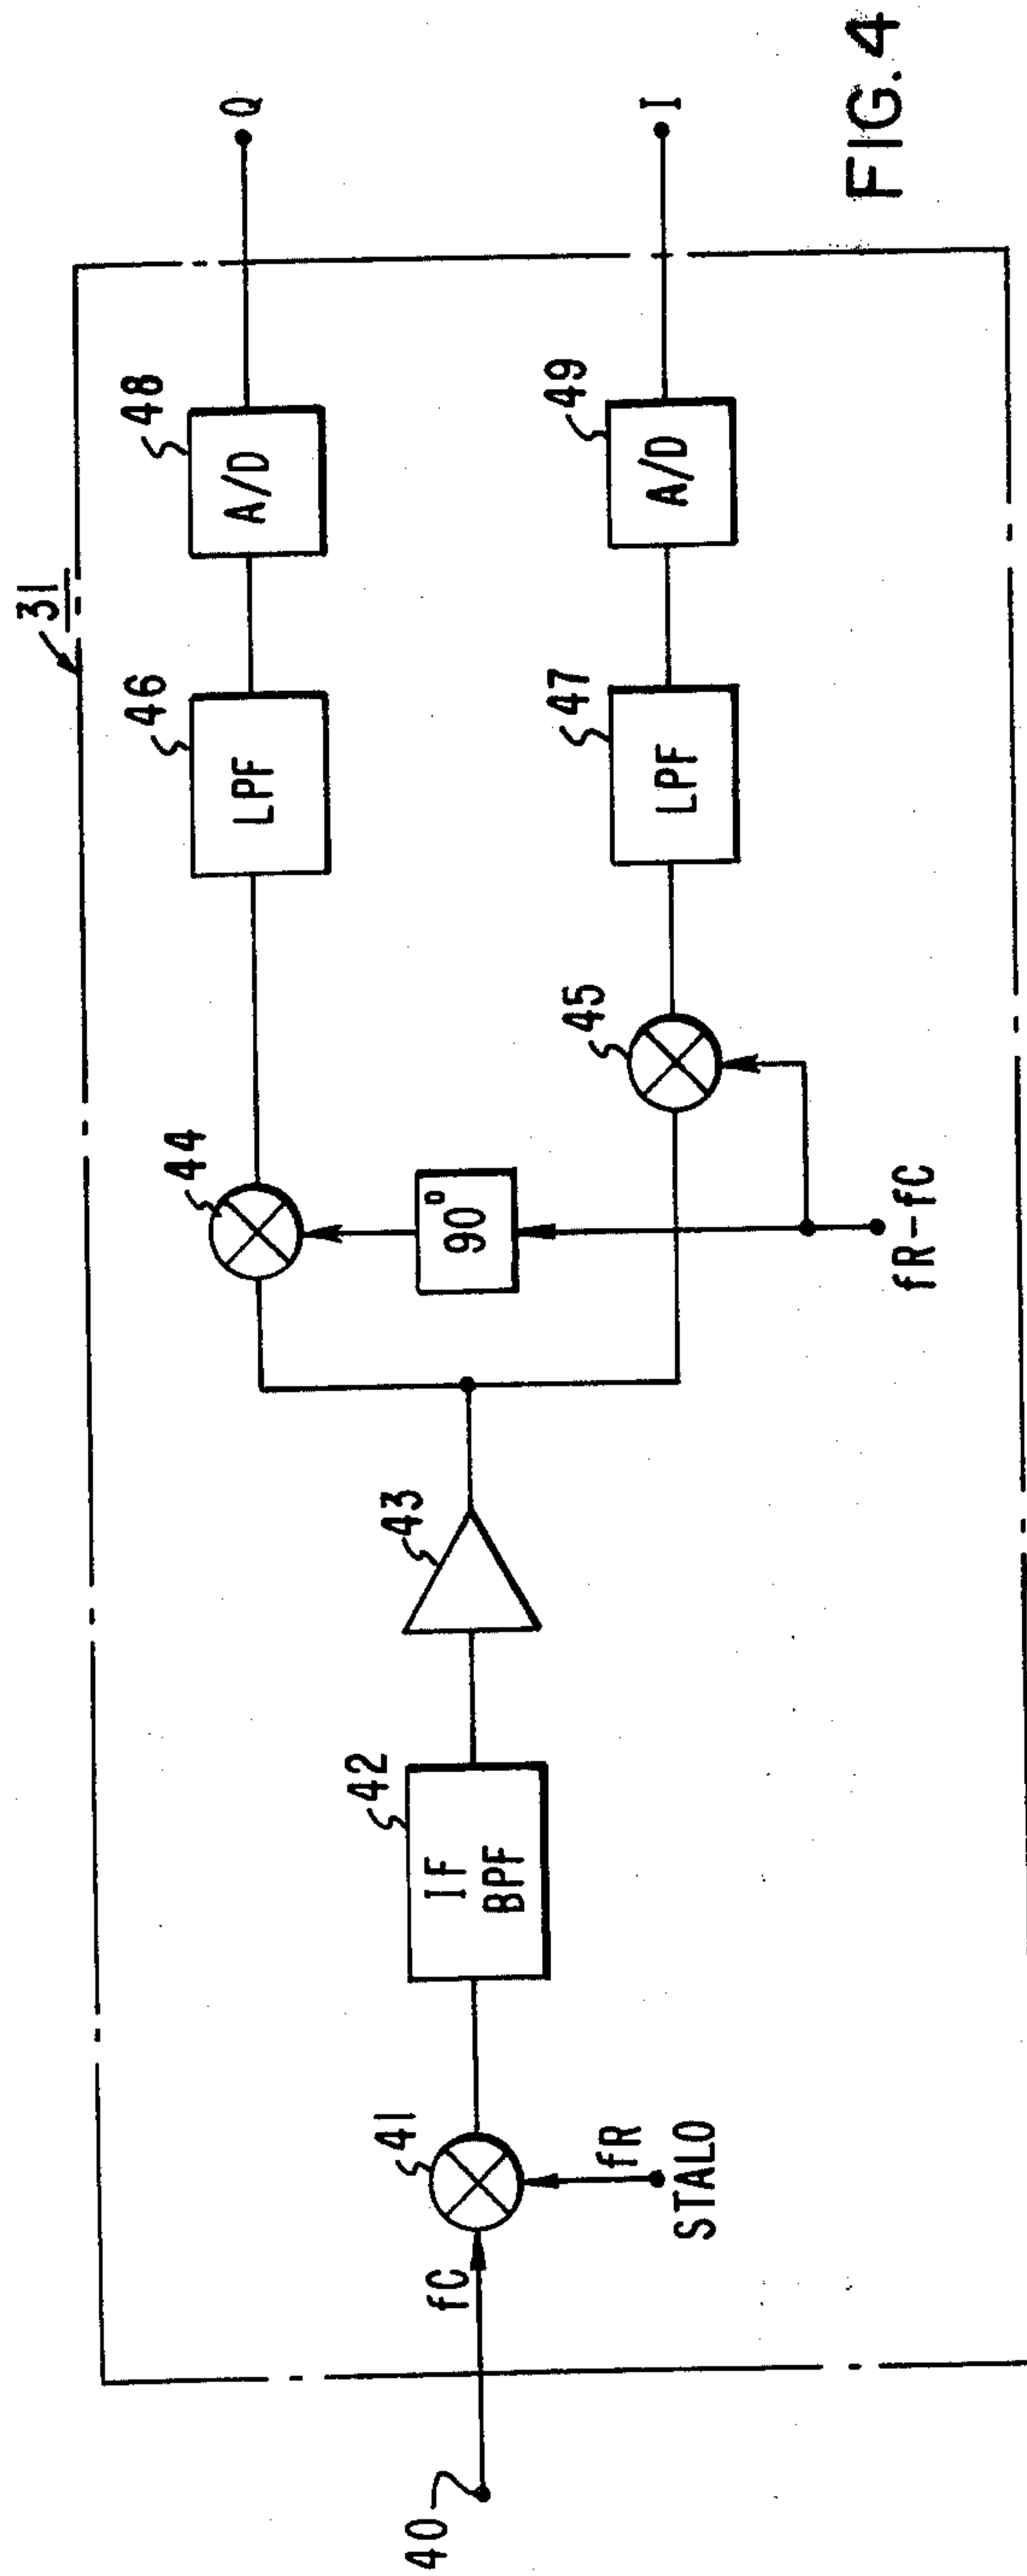 31
40
fC
41
fR
STALO
42
IF
BPF
43
44
90°
fR-fC
45
46
LPF
47
LPF
48
A/D
49
A/D
Q
I
FIG. 4